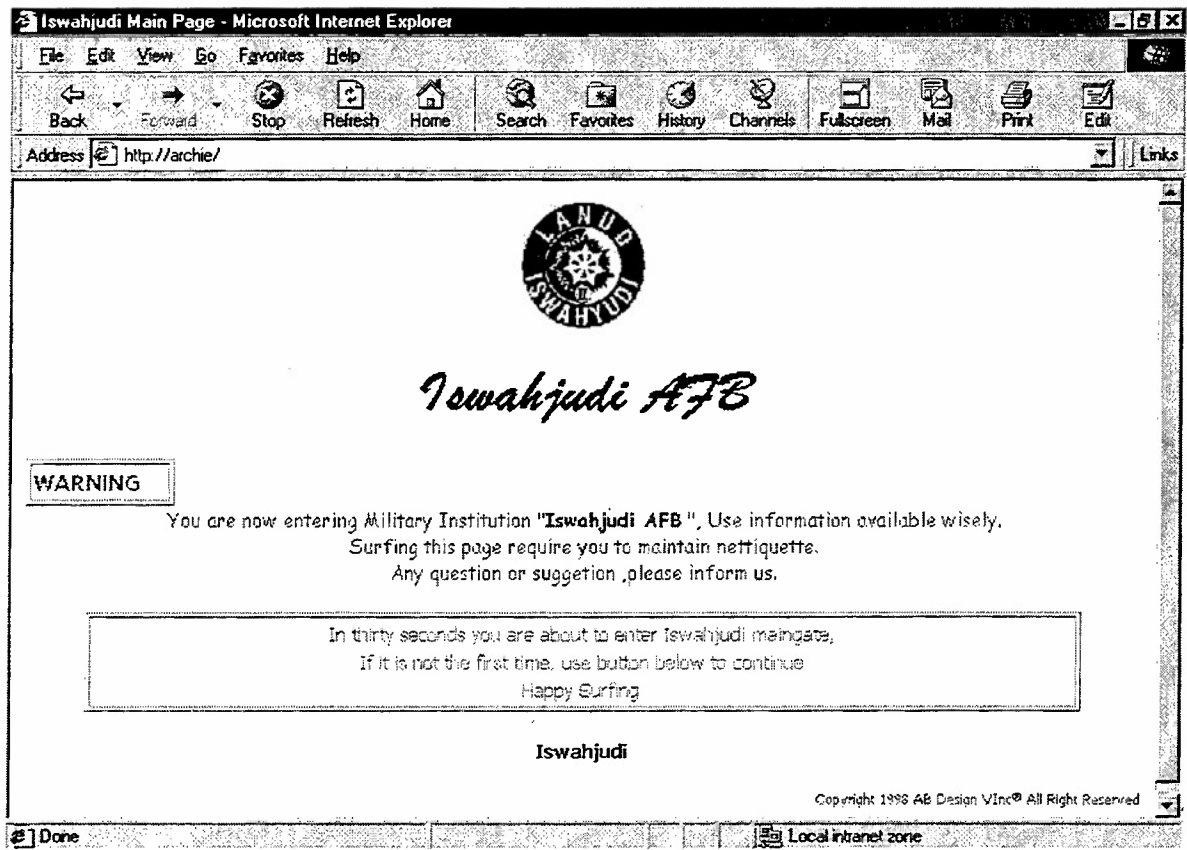 Iswahjudi Main Page - Microsoft Internet Explorer
File Edit View Go Favorites Help
Back Forward Stop Refresh Home Search Favorites History Channels Fullscreen Mail Print Edit
Address http://archie/ Links
LANUD
ISWAHYUDI
Iswahjudi AFB
WARNING
You are now entering Military Institution "Iswahjudi AFB ", Use information available wisely.
Surfing this page require you to maintain nettiquette.
Any question or suggetion ,please inform us.
In thirty seconds you are about to enter Iswahjudi maingate,
If it is not the first time, use button below to continue
Happy Surfing
Iswahjudi
Copyright 1998 AB Design VInc® All Right Reserved
Done Local intranet zone